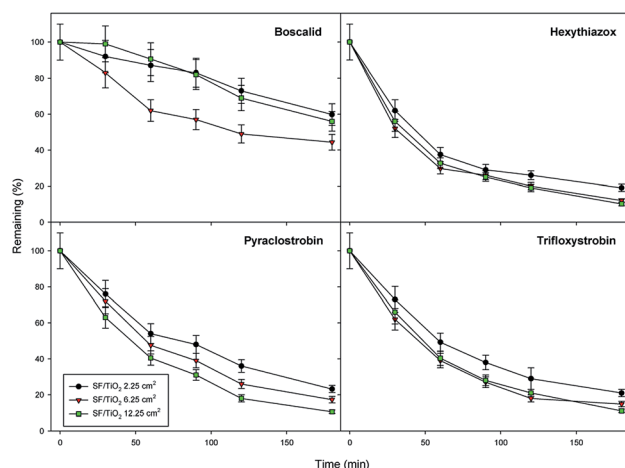 Boscalid
Hexythiazox
100
80
60
40
20
0
Pyraclostrobin
Trifloxystrobin
100
80
60
40
20
0
SF/TiO2 2.25 cm2
SF/TiO2 6.25 cm2
SF/TiO2 12.25 cm2
0 50 100 150 0 50 100 150
Remaining (%)
Time (min)